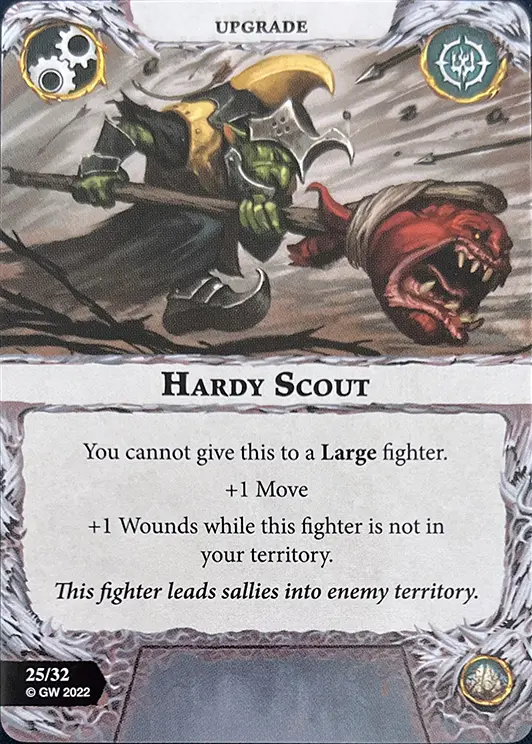 UPGRADE
HARDY SCOUT
You cannot give this to a Large fighter.
+1 Move
+1 Wounds while this fighter is not in
your territory.
This fighter leads sallies into enemy territory.
25/32
© GW 2022